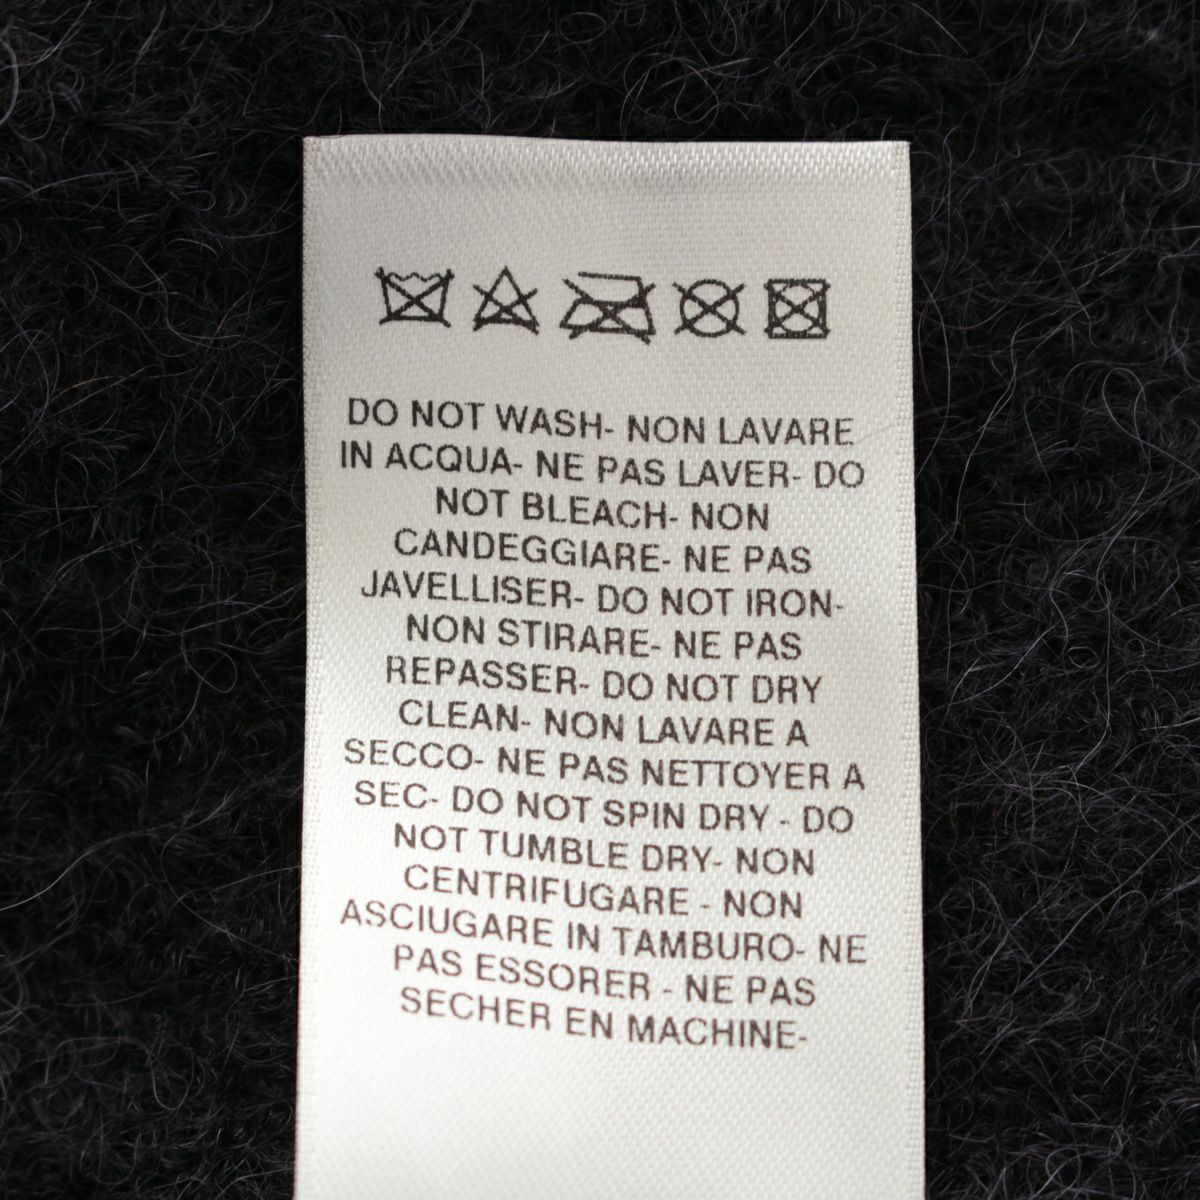 DO NOT WASH- NON LAVARE
IN ACQUA- NE PAS LAVER- DO
NOT BLEACH- NON
CANDEGGIARE- NE PAS
JAVELLISER- DO NOT IRON-
NON STIRARE- NE PAS
REPASSER- DO NOT DRY
CLEAN- NON LAVARE A
SECCO- NE PAS NETTOYER A
SEC- DO NOT SPIN DRY - DO
NOT TUMBLE DRY- NON
CENTRIFUGARE - NON
ASCIUGARE IN TAMBURO- NE
PAS ESSORER - NE PAS
SECHER EN MACHINE-